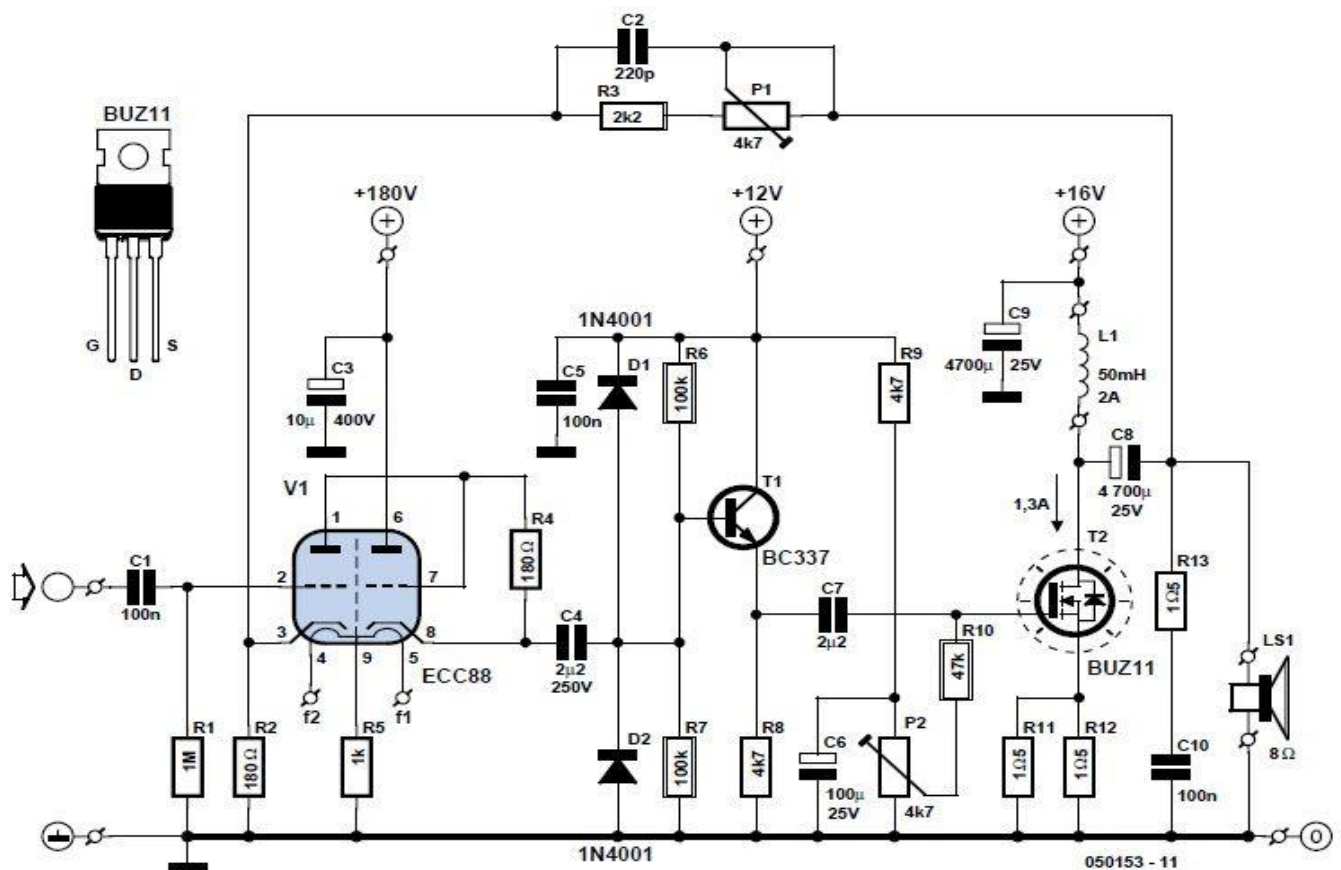 C2
220p
BUZ11
R3
2k2
P1
4k7
+180V
+12V
+16V
G
D
S
1N4001
C3
10µ
400V
C5
100n
D1
R6
100k
R9
4k7
C9
4700µ
25V
L1
50mH
2A
C8
4 700µ
25V
V1
1
6
R4
180Ω
T1
BC337
1,3A
T2
C1
100n
2
7
3
8
4
9
5
ECC88
f2
f1
C4
2µ2
250V
C7
2µ2
R10
47k
BUZ11
R13
1Ω5
LS1
8Ω
R1
1M
R2
180Ω
R5
1k
D2
R7
100k
R8
4k7
C6
100µ
25V
P2
4k7
R11
1Ω5
R12
1Ω5
C10
100n
1N4001
050153 - 11
0